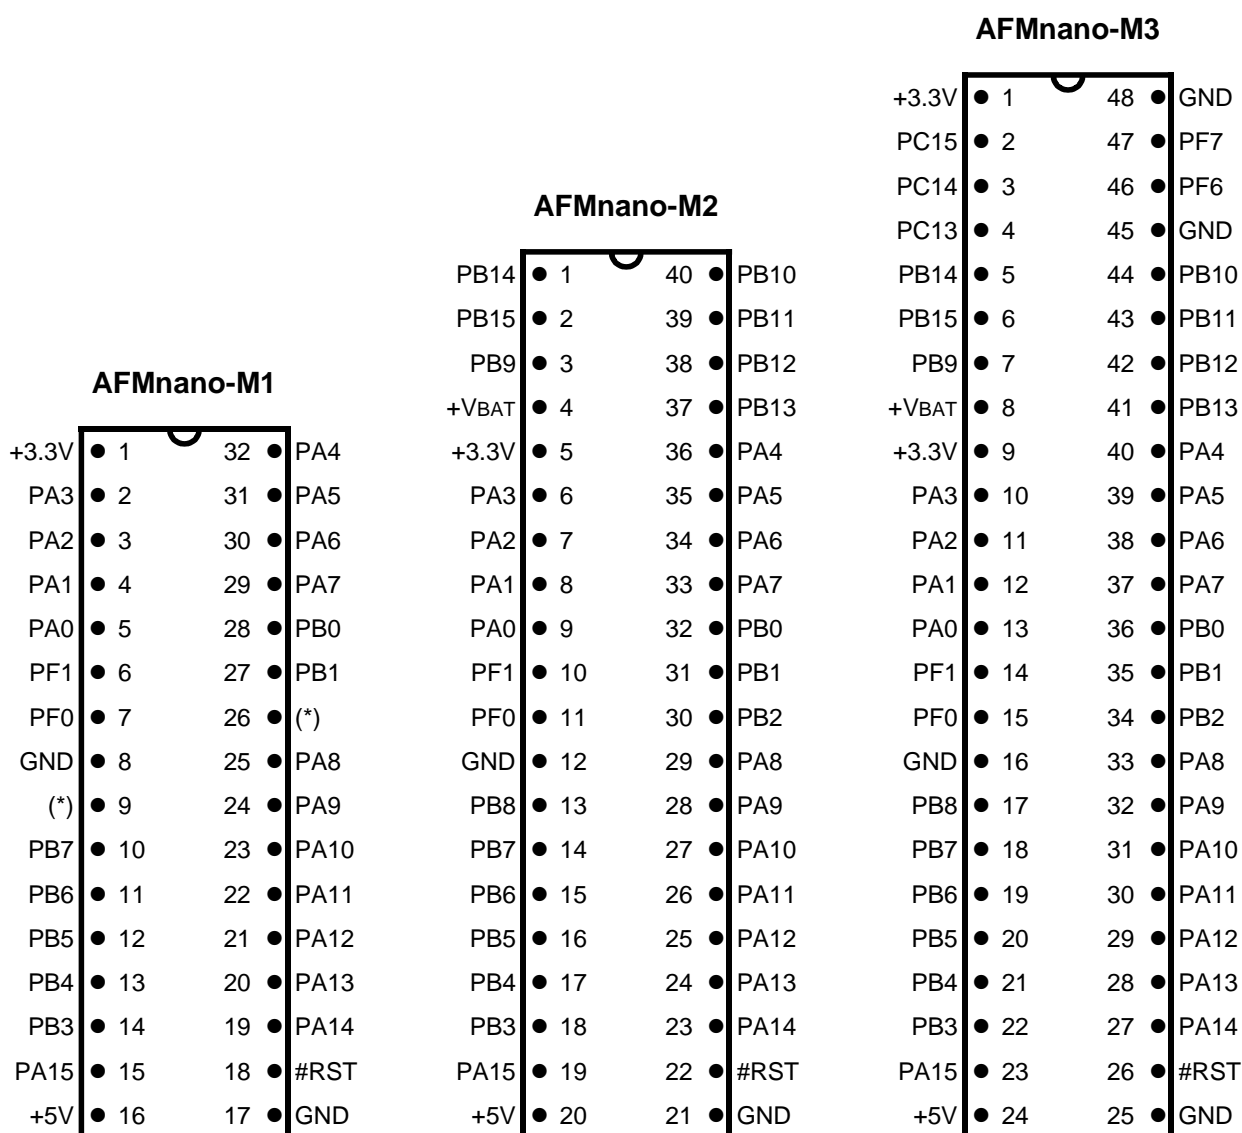 AFMnano-M3
+3.3V 1 48 GND
PC15 2 47 PF7
PC14 3 46 PF6
PC13 4 45 GND
PB14 5 44 PB10
PB15 6 43 PB11
PB9 7 42 PB12
+VBAT 8 41 PB13
+3.3V 9 40 PA4
PA3 10 39 PA5
PA2 11 38 PA6
PA1 12 37 PA7
PA0 13 36 PB0
PF1 14 35 PB1
PF0 15 34 PB2
GND 16 33 PA8
PB8 17 32 PA9
PB7 18 31 PA10
PB6 19 30 PA11
PB5 20 29 PA12
PB4 21 28 PA13
PB3 22 27 PA14
PA15 23 26 #RST
+5V 24 25 GND
AFMnano-M2
PB14 1 40 PB10
PB15 2 39 PB11
PB9 3 38 PB12
+VBAT 4 37 PB13
+3.3V 5 36 PA4
PA3 6 35 PA5
PA2 7 34 PA6
PA1 8 33 PA7
PA0 9 32 PB0
PF1 10 31 PB1
PF0 11 30 PB2
GND 12 29 PA8
PB8 13 28 PA9
PB7 14 27 PA10
PB6 15 26 PA11
PB5 16 25 PA12
PB4 17 24 PA13
PB3 18 23 PA14
PA15 19 22 #RST
+5V 20 21 GND
AFMnano-M1
+3.3V 1 32 PA4
PA3 2 31 PA5
PA2 3 30 PA6
PA1 4 29 PA7
PA0 5 28 PB0
PF1 6 27 PB1
PF0 7 26 (*)
GND 8 25 PA8
(*) 9 24 PA9
PB7 10 23 PA10
PB6 11 22 PA11
PB5 12 21 PA12
PB4 13 20 PA13
PB3 14 19 PA14
PA15 15 18 #RST
+5V 16 17 GND